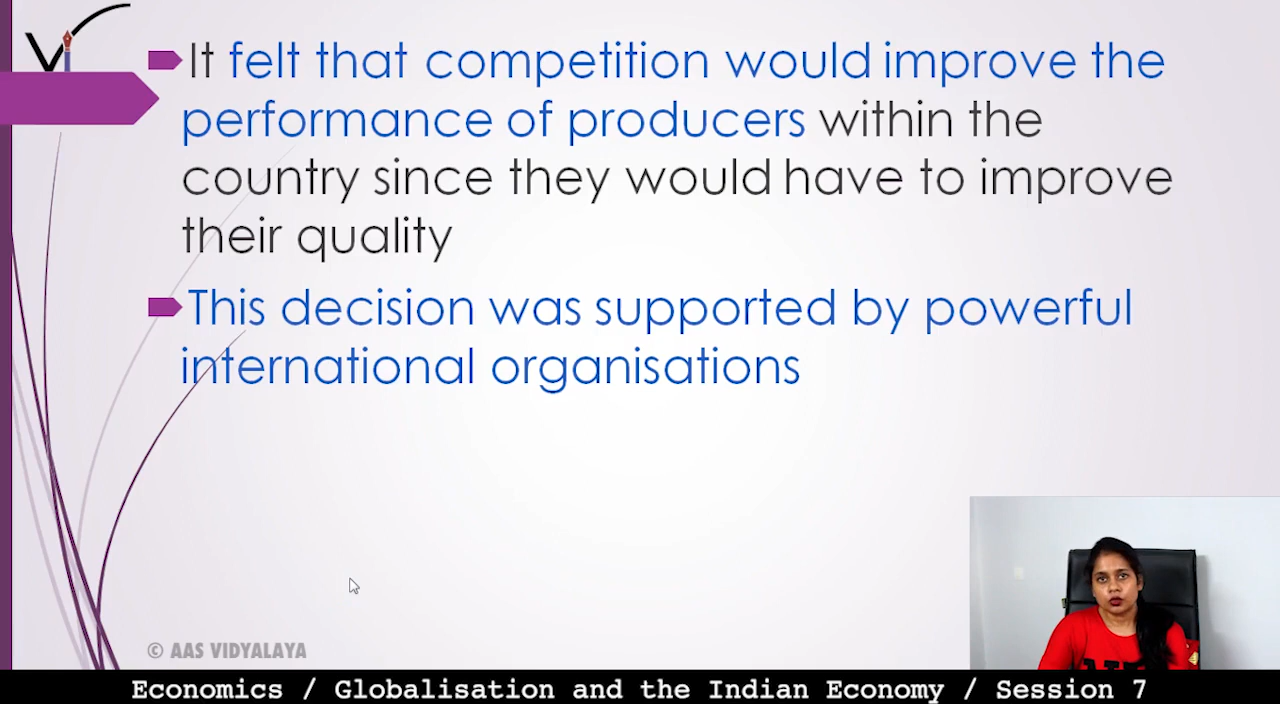 It felt that competition would improve the
performance of producers within the
country since they would have to improve
their quality
This decision was supported by powerful
international organisations
© AAS VIDYALAYA
Economics / Globalisation and the Indian Economy / Session 7